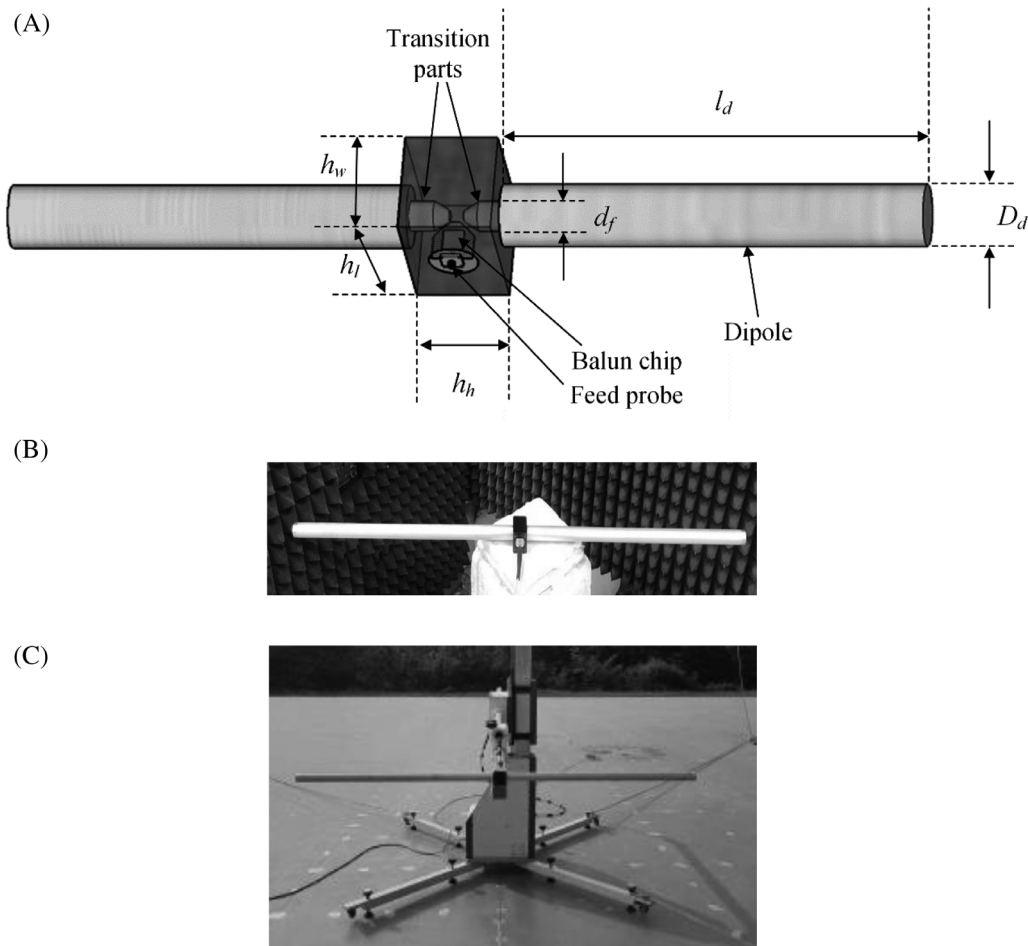 (A)
Transition
parts
l_d
h_w
d_f
D_d
h_l
Dipole
Balun chip
h_h
Feed probe
(B)
(C)